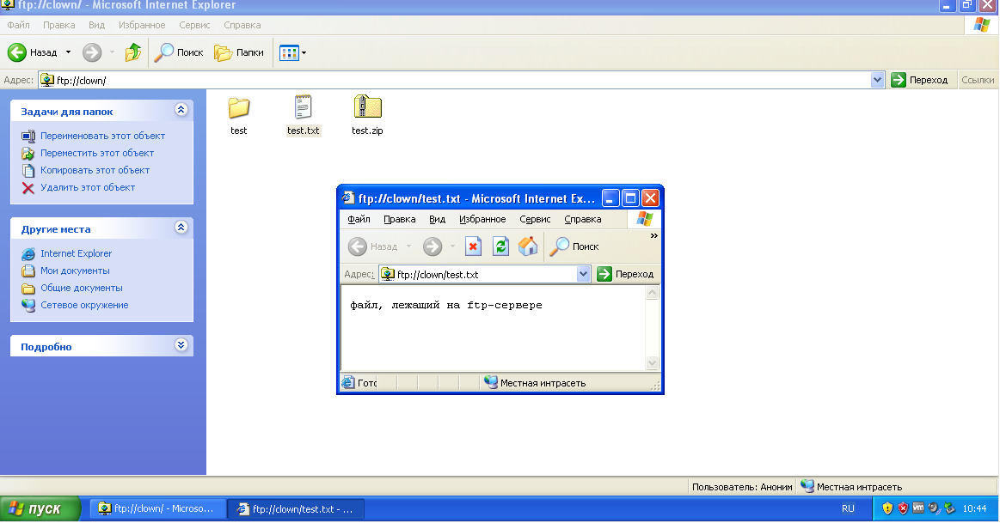 ftp://clown/ - Microsoft Internet Explorer
Файл Правка Вид Избранное Сервис Справка
Назад Поиск Папки
Адрес: ftp://clown/ Переход Ссылки
Задачи для папок
Переименовать этот объект
Переместить этот объект
Копировать этот объект
Удалить этот объект
Другие места
Internet Explorer
Мои документы
Общие документы
Сетевое окружение
Подробно
test test.txt test.zip
ftp://clown/test.txt - Microsoft Internet Ex...
Файл Правка Вид Избранное Сервис Справка
Назад Поиск »
Адрес: ftp://clown/test.txt Переход
файл, лежащий на ftp-сервере
Гото Местная интрасеть
Пользователь: Аноним Местная интрасеть
пуск ftp://clown/ - Microso... ftp://clown/test.txt - ... RU vm 10:44